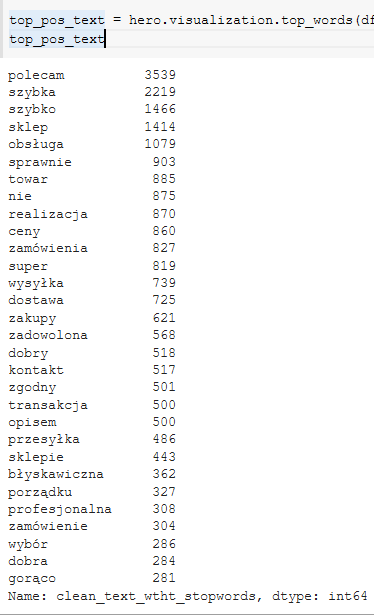 top_pos_text = hero.visualization.top_words(df
top_pos_text
polecam 3539
szybka 2219
szybko 1466
sklep 1414
obsługa 1079
sprawnie 903
towar 885
nie 875
realizacja 870
ceny 860
zamówienia 827
super 819
wysyłka 739
dostawa 725
zakupy 621
zadowolona 568
dobry 518
kontakt 517
zgodny 501
transakcja 500
opisem 500
przesyłka 486
sklepie 443
błyskawiczna 362
porządku 327
profesjonalna 308
zamówienie 304
wybór 286
dobra 284
gorąco 281
Name: clean_text_wtht_stopwords, dtype: int64